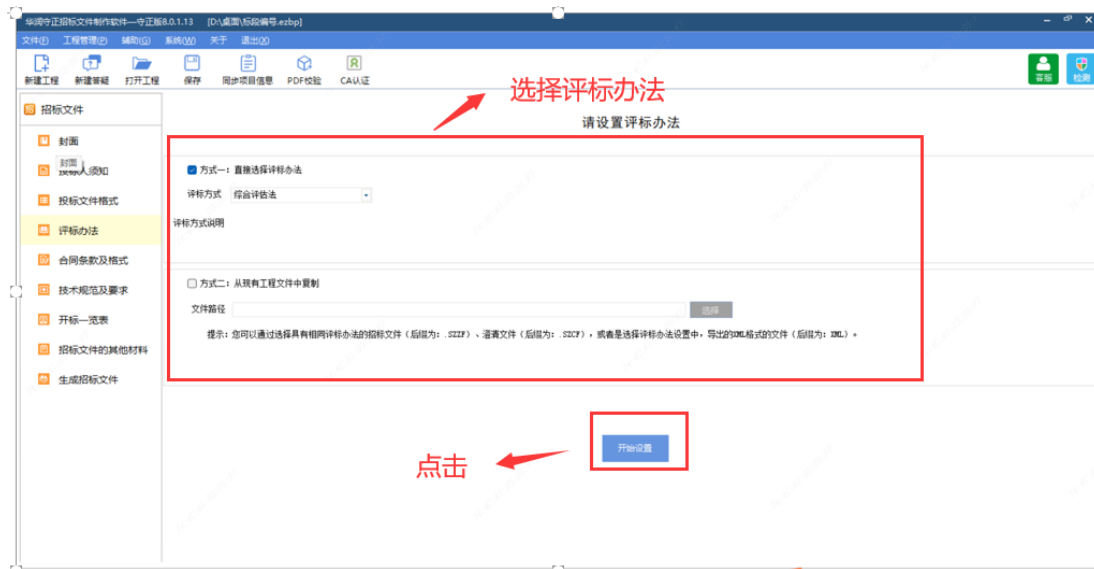 华润守正招标文件制作软件—守正版8.0.1.13 [D:\桌面\标段编号.ezbp]
文件(F) 工程管理(P) 辅助(G) 系统(W) 关于 退出(X)
新建工程 新建答疑 打开工程 保存 同步项目信息 PDF校验 CA认证 客服 检测
选择评标办法
招标文件
请设置评标办法
封面
封面
投标人须知
投标文件格式
评标办法
合同条款及格式
技术规范及要求
开标一览表
招标文件的其他材料
生成招标文件
方式一：直接选择评标办法
评标方式 综合评估法
评标方式说明
方式二：从现有工程文件中复制
文件路径 选择
提示：您可以通过选择具有相同评标办法的招标文件（后缀为：.SZZF）、澄清文件（后缀为：.SZCF），或者是选择评标办法设置中，导出的XML格式的文件（后缀为：XML）。
开始设置
点击